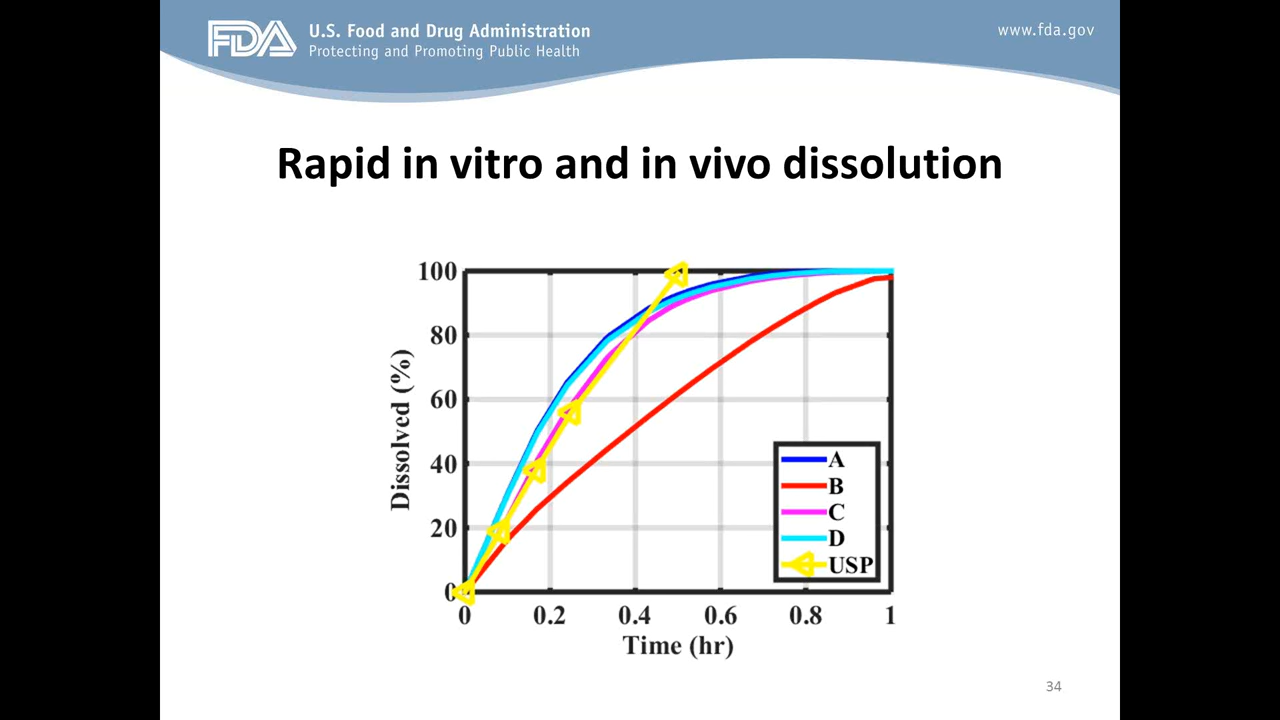 FDA
U.S. Food and Drug Administration
Protecting and Promoting Public Health
www.fda.gov
Rapid in vitro and in vivo dissolution
100
80
60
40
20
0
Dissolved (%)
A
B
C
D
USP
0 0.2 0.4 0.6 0.8 1
Time (hr)
34